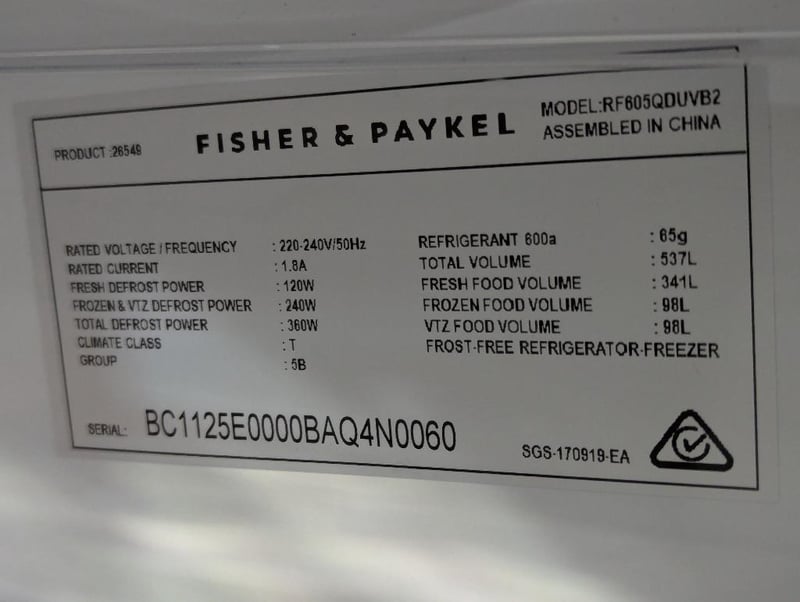 PRODUCT :26549
FISHER & PAYKEL
MODEL:RF605QDUVB2
ASSEMBLED IN CHINA
RATED VOLTAGE / FREQUENCY : 220-240V/50Hz
RATED CURRENT : 1.8A
FRESH DEFROST POWER : 120W
FROZEN & VTZ DEFROST POWER : 240W
TOTAL DEFROST POWER : 360W
CLIMATE CLASS : T
GROUP : 5B
REFRIGERANT 600a : 65g
TOTAL VOLUME : 537L
FRESH FOOD VOLUME : 341L
FROZEN FOOD VOLUME : 98L
VTZ FOOD VOLUME : 98L
FROST-FREE REFRIGERATOR-FREEZER
SERIAL: BC1125E0000BAQ4N0060
SGS-170919-EA